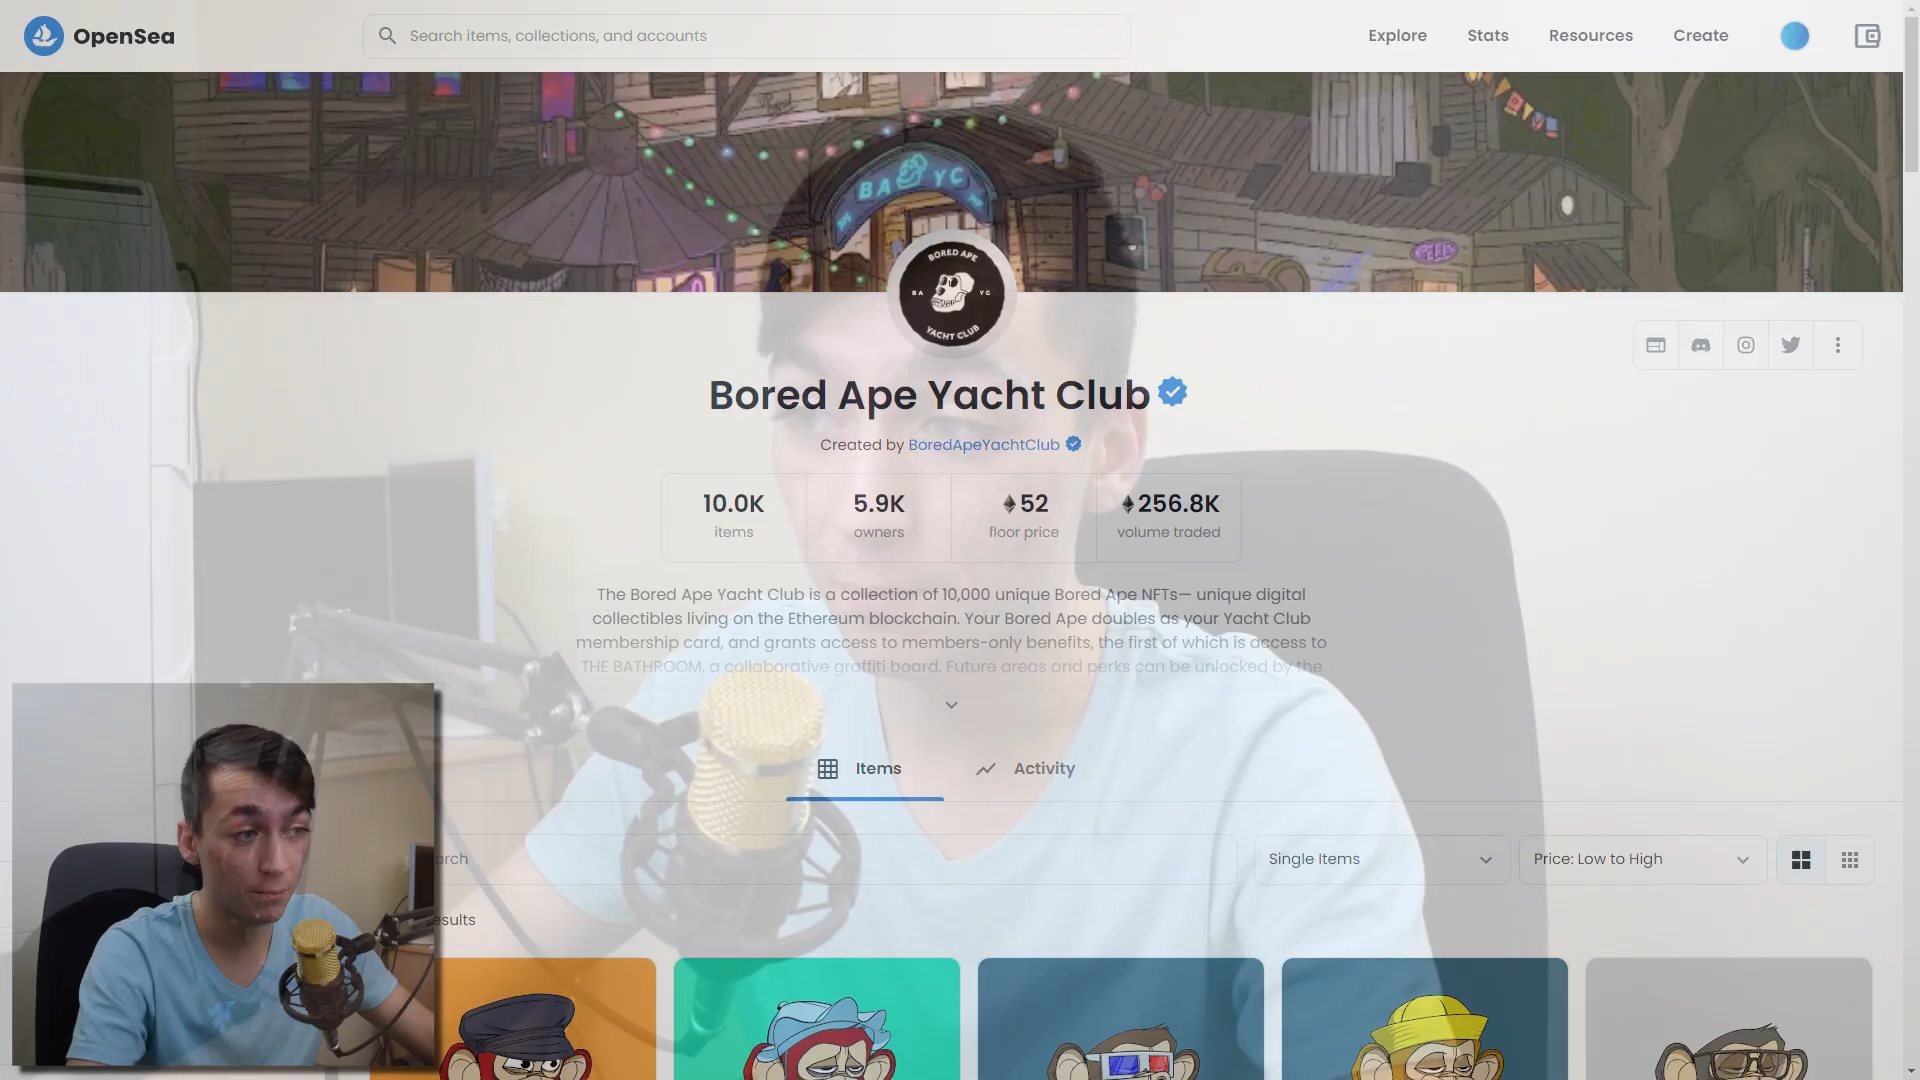 OpenSea
Search items, collections, and accounts
Explore
Stats
Resources
Create
BA YC
BORED APE
BA YC
YACHT CLUB
Bored Ape Yacht Club
Created by BoredApeYachtClub
10.0K
items
5.9K
owners
52
floor price
256.8K
volume traded
The Bored Ape Yacht Club is a collection of 10,000 unique Bored Ape NFTs— unique digital
collectibles living on the Ethereum blockchain. Your Bored Ape doubles as your Yacht Club
membership card, and grants access to members-only benefits, the first of which is access to
THE BATHROOM, a collaborative graffiti board. Future areas and perks can be unlocked by the
Items
Activity
arch
Single Items
Price: Low to High
esults